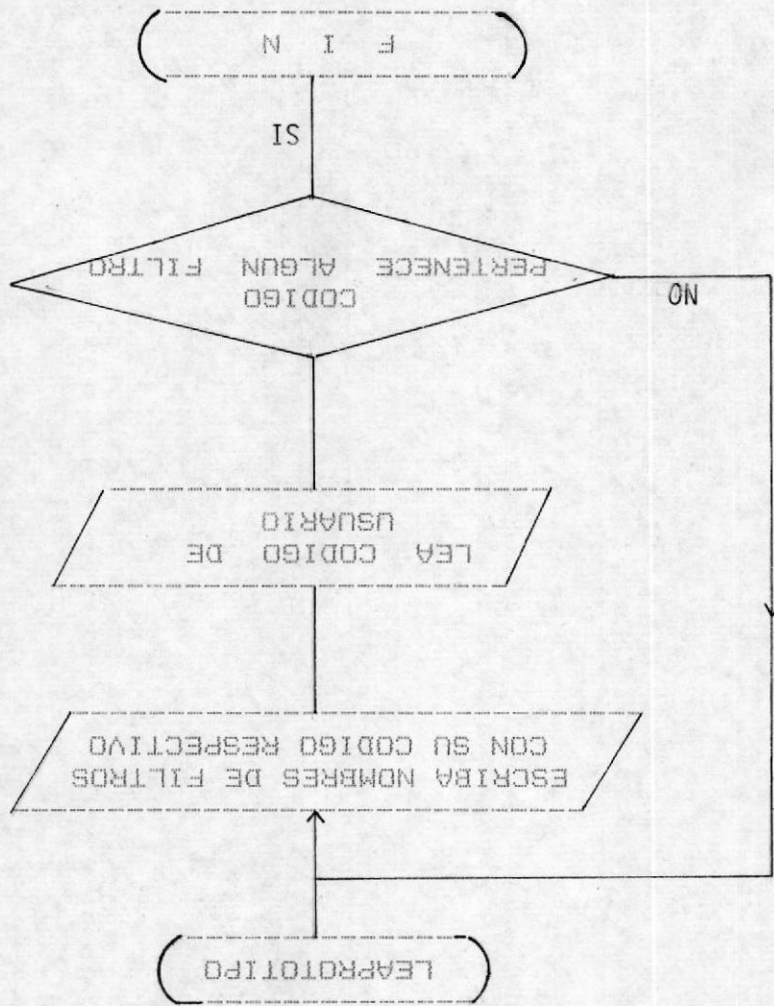 LEAPROTOTIPO
ESCRIBA NOMBRES DE FILTROS
CON SU CODIGO RESPECTIVO
LEA CODIGO DE
USUARIO
CODIGO
PERTENECE ALGUN FILTRO
NO
SI
F I N